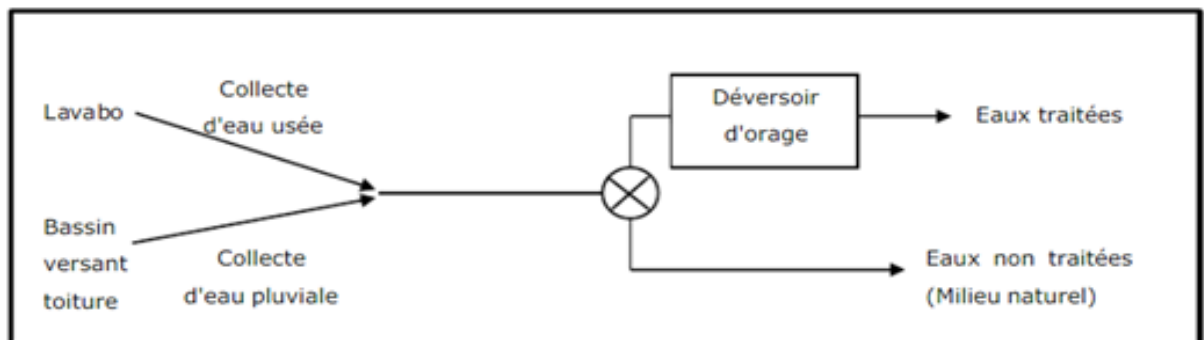 Lavabo
Collecte
d'eau usée
Bassin
versant
toiture
Collecte
d'eau pluviale
Déversoir
d'orage
Eaux traitées
Eaux non traitées
(Milieu naturel)